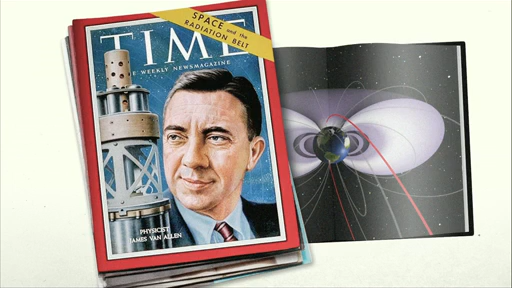 SPACE and the
RADIATION BELT
TIME
THE WEEKLY NEWSMAGAZINE
PHYSICIST
JAMES VAN ALLEN